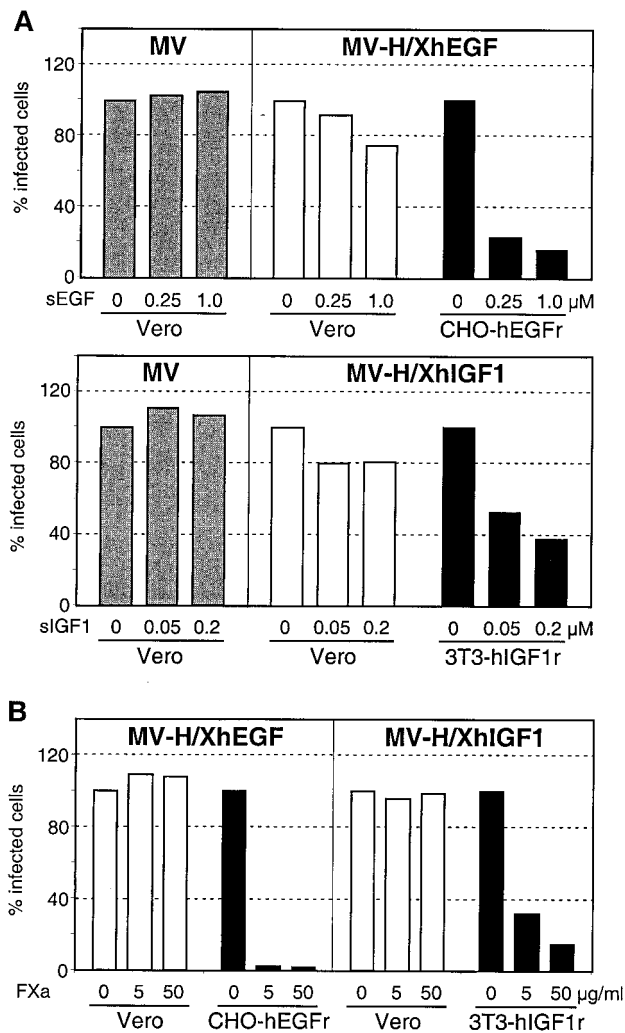 A
MV MV-H/XhEGF
120
80
40
0
% infected cells
sEGF 0 0.25 1.0 0 0.25 1.0 0 0.25 1.0 µM
Vero Vero CHO-hEGFr
MV MV-H/XhIGF1
120
80
40
0
% infected cells
sIGF1 0 0.05 0.2 0 0.05 0.2 0 0.05 0.2 µM
Vero Vero 3T3-hIGF1r
B
MV-H/XhEGF MV-H/XhIGF1
120
80
40
0
% infected cells
FXa 0 5 50 0 5 50 0 5 50 0 5 50 µg/ml
Vero CHO-hEGFr Vero 3T3-hIGF1r